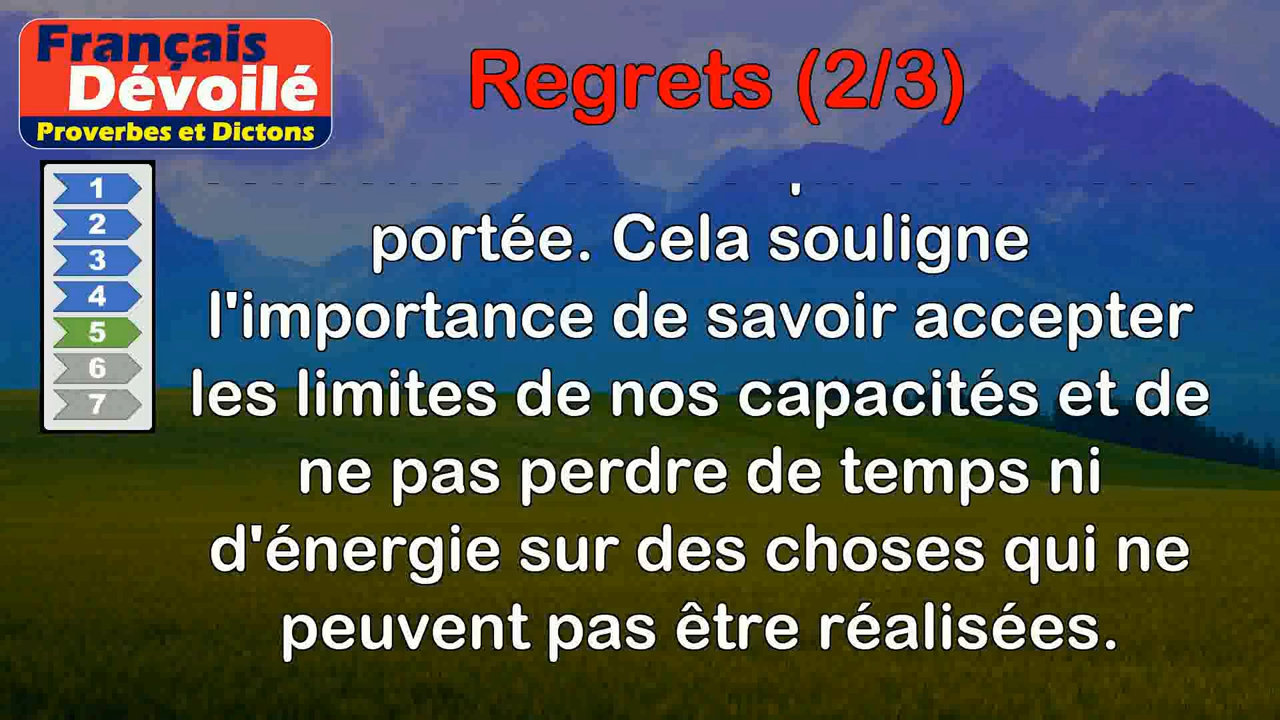 Français
Dévoilé
Proverbes et Dictons
Regrets (2/3)
1
2
3
4
5
6
7
portée. Cela souligne
l'importance de savoir accepter
les limites de nos capacités et de
ne pas perdre de temps ni
d'énergie sur des choses qui ne
peuvent pas être réalisées.